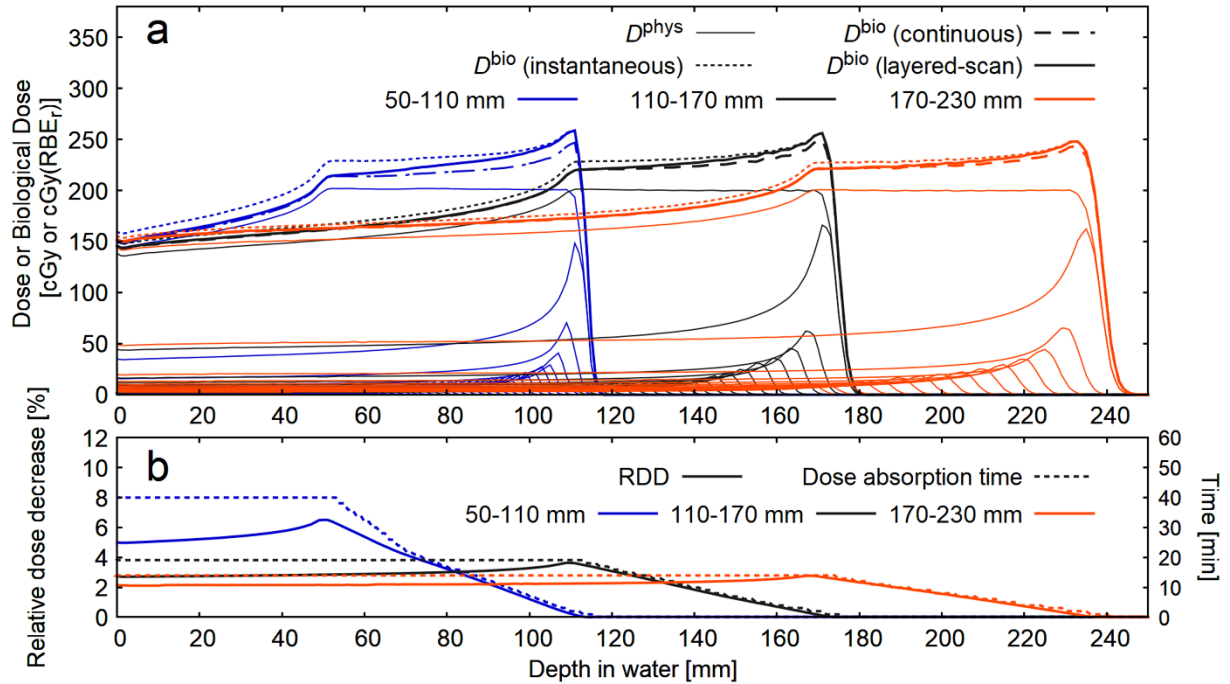 a
D^phys
D^bio (continuous)
D^bio (instantaneous)
D^bio (layered-scan)
50-110 mm
110-170 mm
170-230 mm
Dose or Biological Dose
[cGy or cGy(RBE_r)]
350
300
250
200
150
100
50
0
0 20 40 60 80 100 120 140 160 180 200 220 240
b
RDD
Dose absorption time
50-110 mm
110-170 mm
170-230 mm
Relative dose decrease [%]
12
10
8
6
4
2
0
60
50
40
30
20
10
0
Time [min]
0 20 40 60 80 100 120 140 160 180 200 220 240
Depth in water [mm]